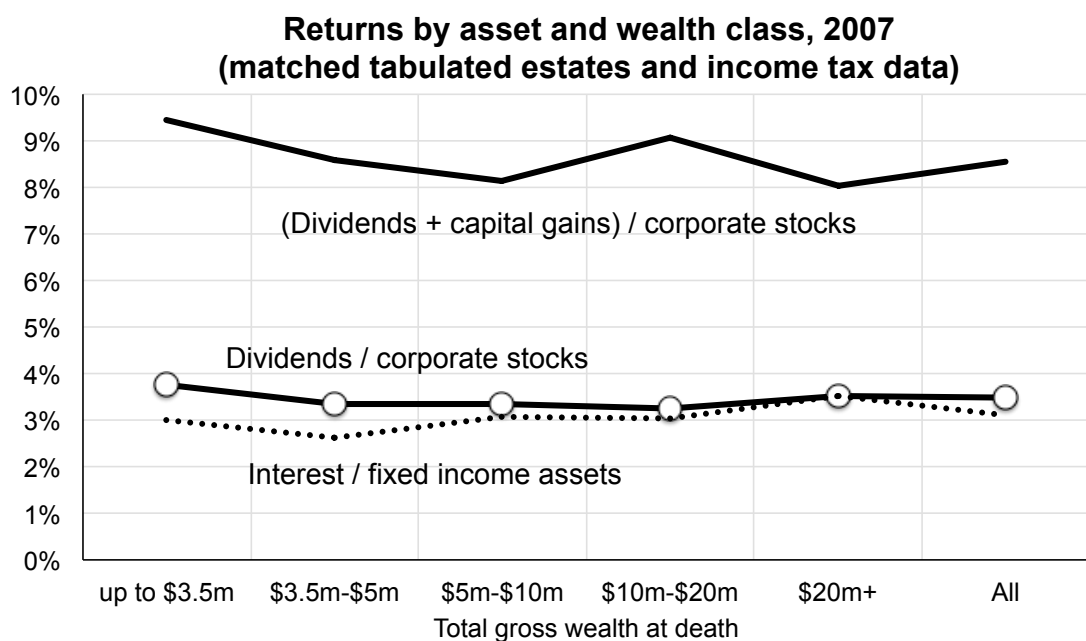 Returns by asset and wealth class, 2007
(matched tabulated estates and income tax data)
10%
9%
8%
(Dividends + capital gains) / corporate stocks
7%
6%
5%
Dividends / corporate stocks
4%
3%
Interest / fixed income assets
2%
1%
0%
up to $3.5m $3.5m-$5m $5m-$10m $10m-$20m $20m+ All
Total gross wealth at death